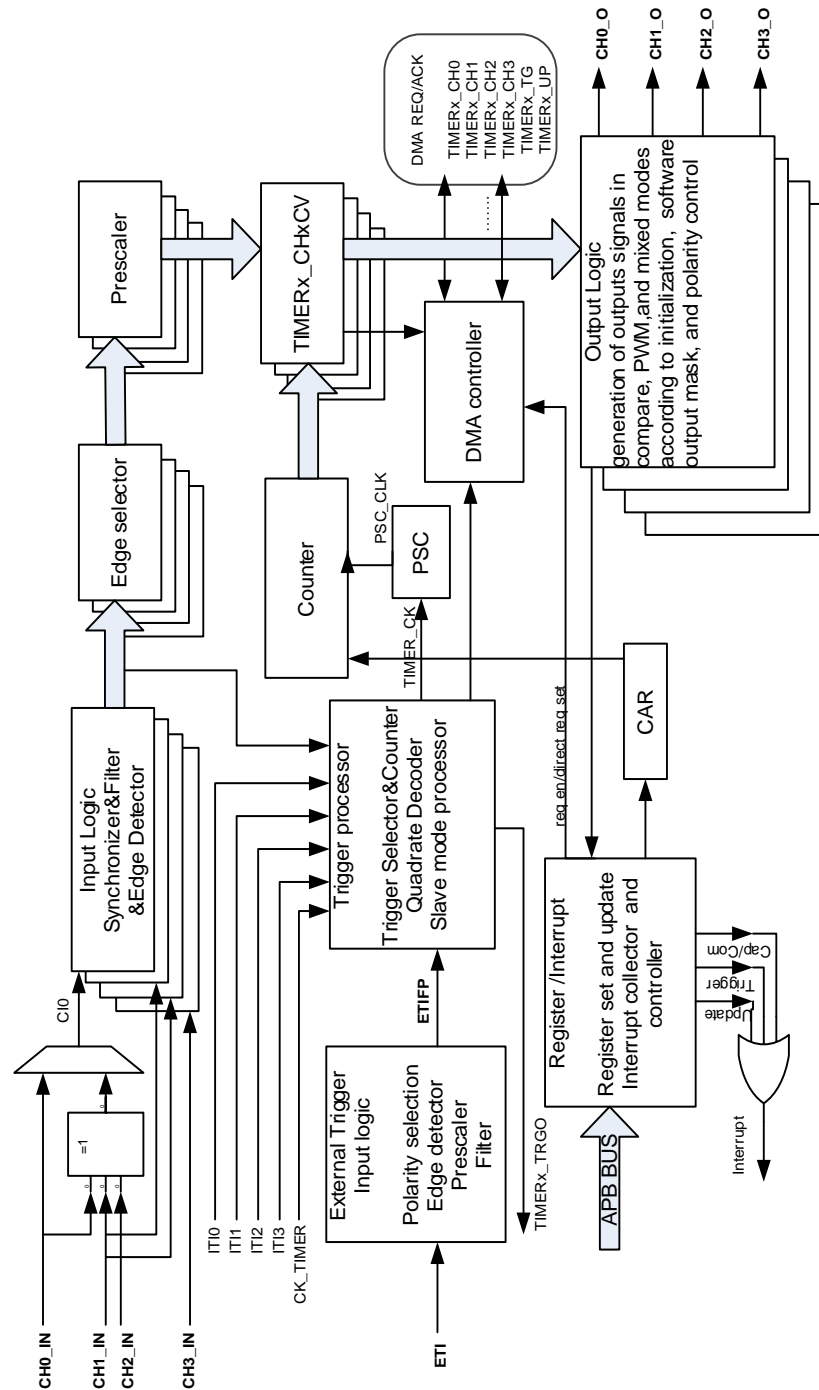 CH0_IN
CH1_IN
CH2_IN
CH3_IN
=1
CI0
Input Logic
Synchronizer&Filter
&Edge Detector
Edge selector
Prescaler
ITI0
ITI1
ITI2
ITI3
CK_TIMER
Trigger processor
Trigger Selector&Counter
Quadrate Decoder
Slave mode processor
TIMER_CK
PSC
PSC_CLK
Counter
TIMERx_CHxCV
ETI
External Trigger
Input logic
Polarity selection
Edge detector
Prescaler
Filter
ETIFP
TIMERx_TRGO
DMA controller
DMA REQ/ACK
TIMERx_CH0
TIMERx_CH1
TIMERx_CH2
TIMERx_CH3
TIMERx_TG
TIMERx_UP
.......
APB BUS
Register /Interrupt
Register set and update
Interrupt collector and
controller
Update
Trigger
Cap/Com
Interrupt
CAR
req en/direct req set
Output Logic
generation of outputs signals in
compare, PWM,and mixed modes
according to initialization, software
output mask, and polarity control
CH0_O
CH1_O
CH2_O
CH3_O